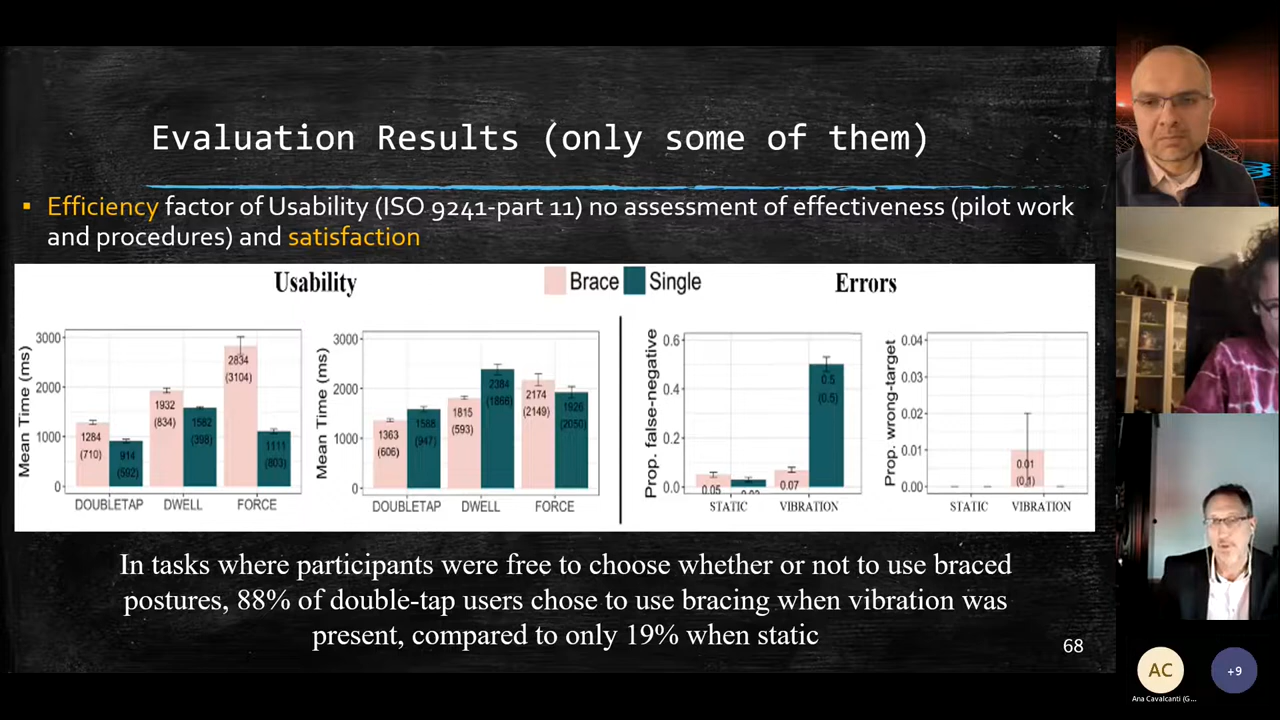 Evaluation Results (only some of them)
▪ Efficiency factor of Usability (ISO 9241-part 11) no assessment of effectiveness (pilot work
and procedures) and satisfaction
Usability
Brace Single
Errors
Mean Time (ms)
3000
2000
1000
0
1284
(710)
914
(592)
1932
(834)
1582
(398)
2834
(3104)
1111
(803)
DOUBLETAP DWELL FORCE
Mean Time (ms)
3000
2000
1000
0
1363
(606)
1588
(947)
1815
(593)
2384
(1866)
2174
(2149)
1926
(2050)
DOUBLETAP DWELL FORCE
Prop. false-negative
0.6
0.4
0.2
0.0
0.05
0.07
0.5
(0.5)
STATIC VIBRATION
Prop. wrong-target
0.04
0.03
0.02
0.01
0.00
0.01
(0.1)
STATIC VIBRATION
In tasks where participants were free to choose whether or not to use braced
postures, 88% of double-tap users chose to use bracing when vibration was
present, compared to only 19% when static
68
AC
+9
Ana Cavalcanti (G...